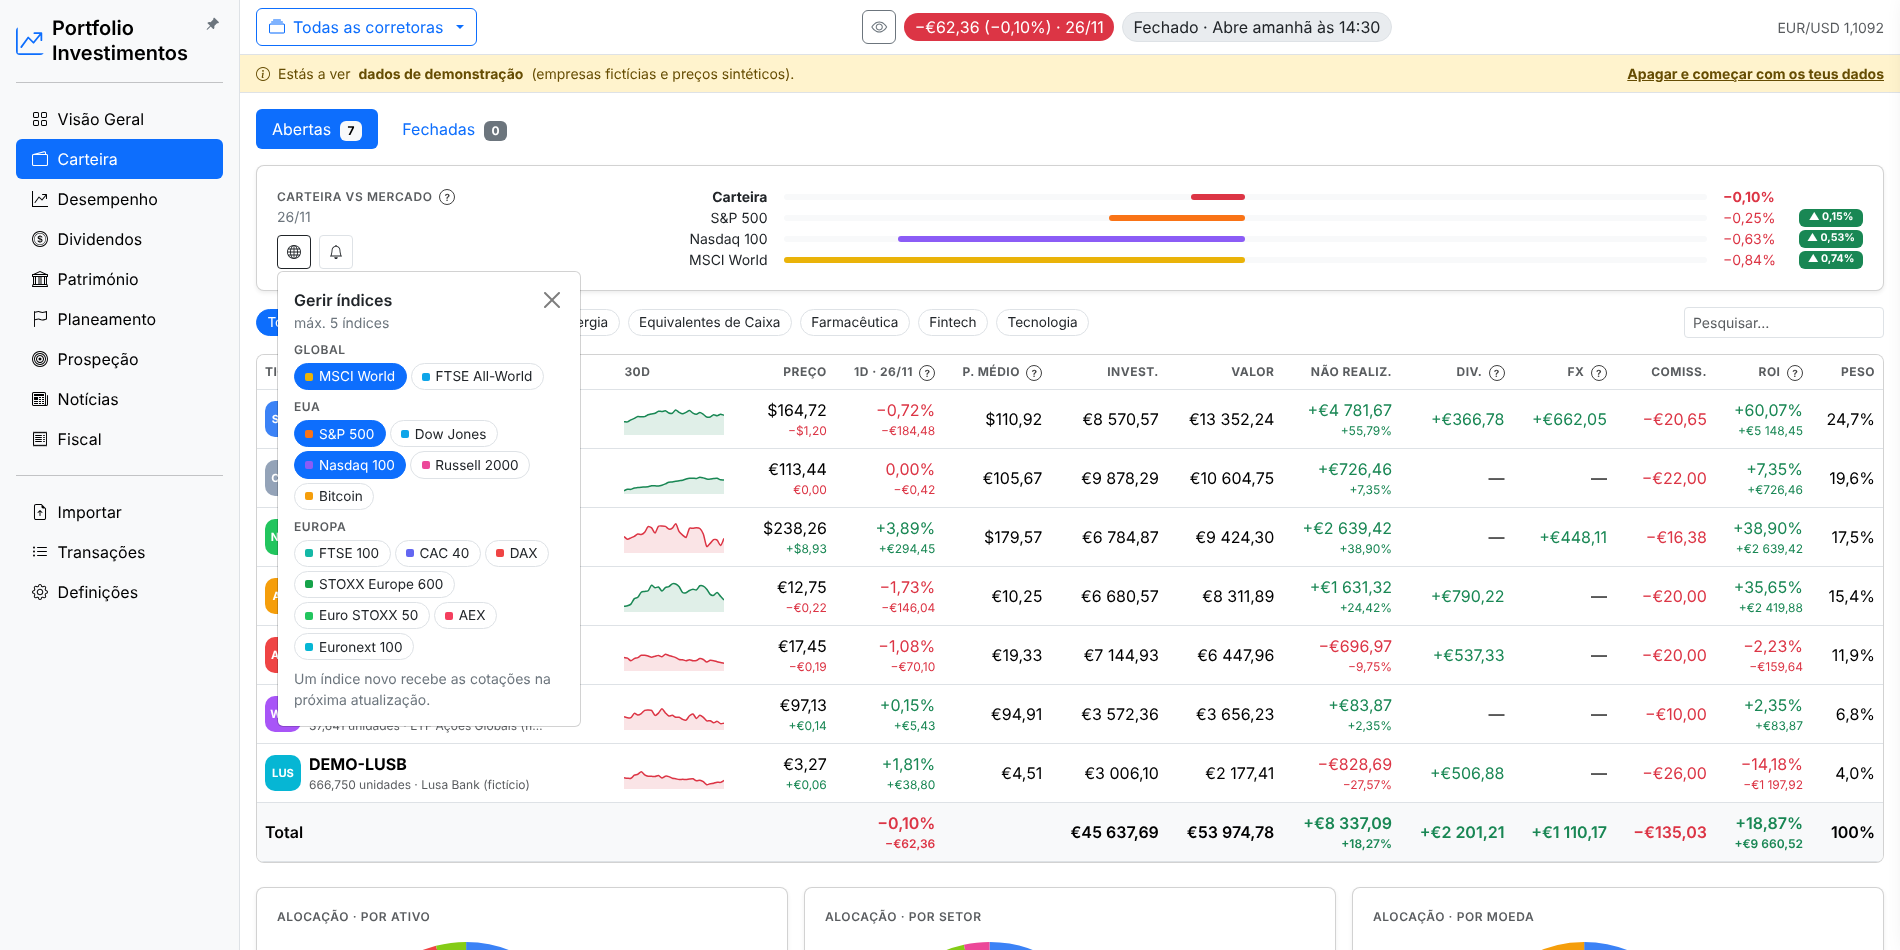 Portfolio
Investimentos
Visão Geral
Carteira
Desempenho
Dividendos
Património
Planeamento
Prospeção
Notícias
Fiscal
Importar
Transações
Definições
Todas as corretoras
−€62,36 (−0,10%) · 26/11
Fechado · Abre amanhã às 14:30
EUR/USD 1,1092
Estás a ver dados de demonstração (empresas fictícias e preços sintéticos).
Apagar e começar com os teus dados
Abertas 7
Fechadas 0
CARTEIRA VS MERCADO ?
26/11
Carteira −0,10%
S&P 500 −0,25% ▲ 0,15%
Nasdaq 100 −0,63% ▲ 0,53%
MSCI World −0,84% ▲ 0,74%
Gerir índices
máx. 5 índices
GLOBAL
MSCI World FTSE All-World
EUA
S&P 500 Dow Jones
Nasdaq 100 Russell 2000
Bitcoin
EUROPA
FTSE 100 CAC 40 DAX
STOXX Europe 600
Euro STOXX 50 AEX
Euronext 100
Um índice novo recebe as cotações na
próxima atualização.
Equivalentes de Caixa Farmacêutica Fintech Tecnologia
Pesquisar...
30D PREÇO 1D · 26/11 ? P. MÉDIO ? INVEST. VALOR NÃO REALIZ. DIV. ? FX ? COMISS. ROI ? PESO
$164,72 −0,72% $110,92 €8 570,57 €13 352,24 +€4 781,67 +€366,78 +€662,05 −€20,65 +60,07% 24,7%
−$1,20 −€184,48 +55,79% +€5 148,45
€113,44 0,00% €105,67 €9 878,29 €10 604,75 +€726,46 — — −€22,00 +7,35% 19,6%
€0,00 −€0,42 +7,35% +€726,46
$238,26 +3,89% $179,57 €6 784,87 €9 424,30 +€2 639,42 — +€448,11 −€16,38 +38,90% 17,5%
+$8,93 +€294,45 +38,90% +€2 639,42
€12,75 −1,73% €10,25 €6 680,57 €8 311,89 +€1 631,32 +€790,22 — −€20,00 +35,65% 15,4%
−€0,22 −€146,04 +24,42% +€2 419,88
€17,45 −1,08% €19,33 €7 144,93 €6 447,96 −€696,97 +€537,33 — −€20,00 −2,23% 11,9%
−€0,19 −€70,10 −9,75% −€159,64
€97,13 +0,15% €94,91 €3 572,36 €3 656,23 +€83,87 — — −€10,00 +2,35% 6,8%
+€0,14 +€5,43 +2,35% +€83,87
LUS DEMO-LUSB €3,27 +1,81% €4,51 €3 006,10 €2 177,41 −€828,69 +€506,88 — −€26,00 −14,18% 4,0%
666,750 unidades · Lusa Bank (fictício) +€0,06 +€38,80 −27,57% −€1 197,92
Total −0,10% €45 637,69 €53 974,78 +€8 337,09 +€2 201,21 +€1 110,17 −€135,03 +18,87% 100%
−€62,36 +18,27% +€9 660,52
ALOCAÇÃO · POR ATIVO
ALOCAÇÃO · POR SETOR
ALOCAÇÃO · POR MOEDA